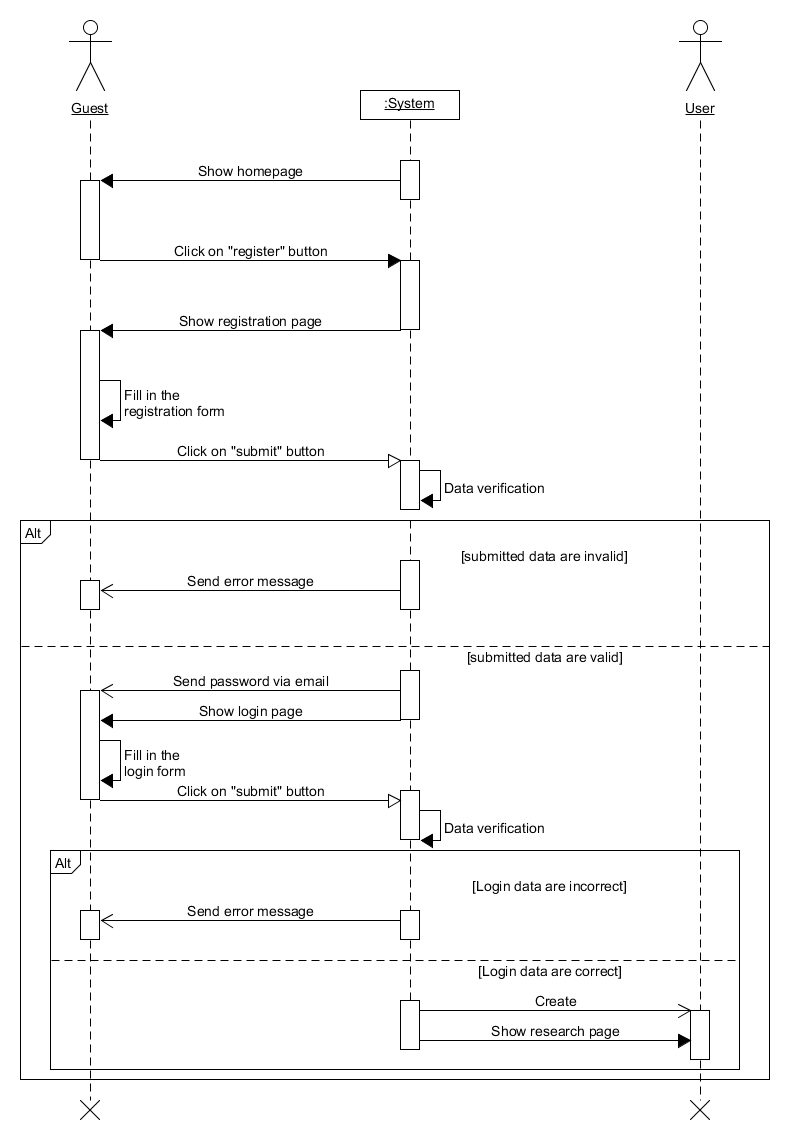 Guest
:System
User
Show homepage
Click on "register" button
Show registration page
Fill in the
registration form
Click on "submit" button
Data verification
Alt
[submitted data are invalid]
Send error message
[submitted data are valid]
Send password via email
Show login page
Fill in the
login form
Click on "submit" button
Data verification
Alt
[Login data are incorrect]
Send error message
[Login data are correct]
Create
Show research page